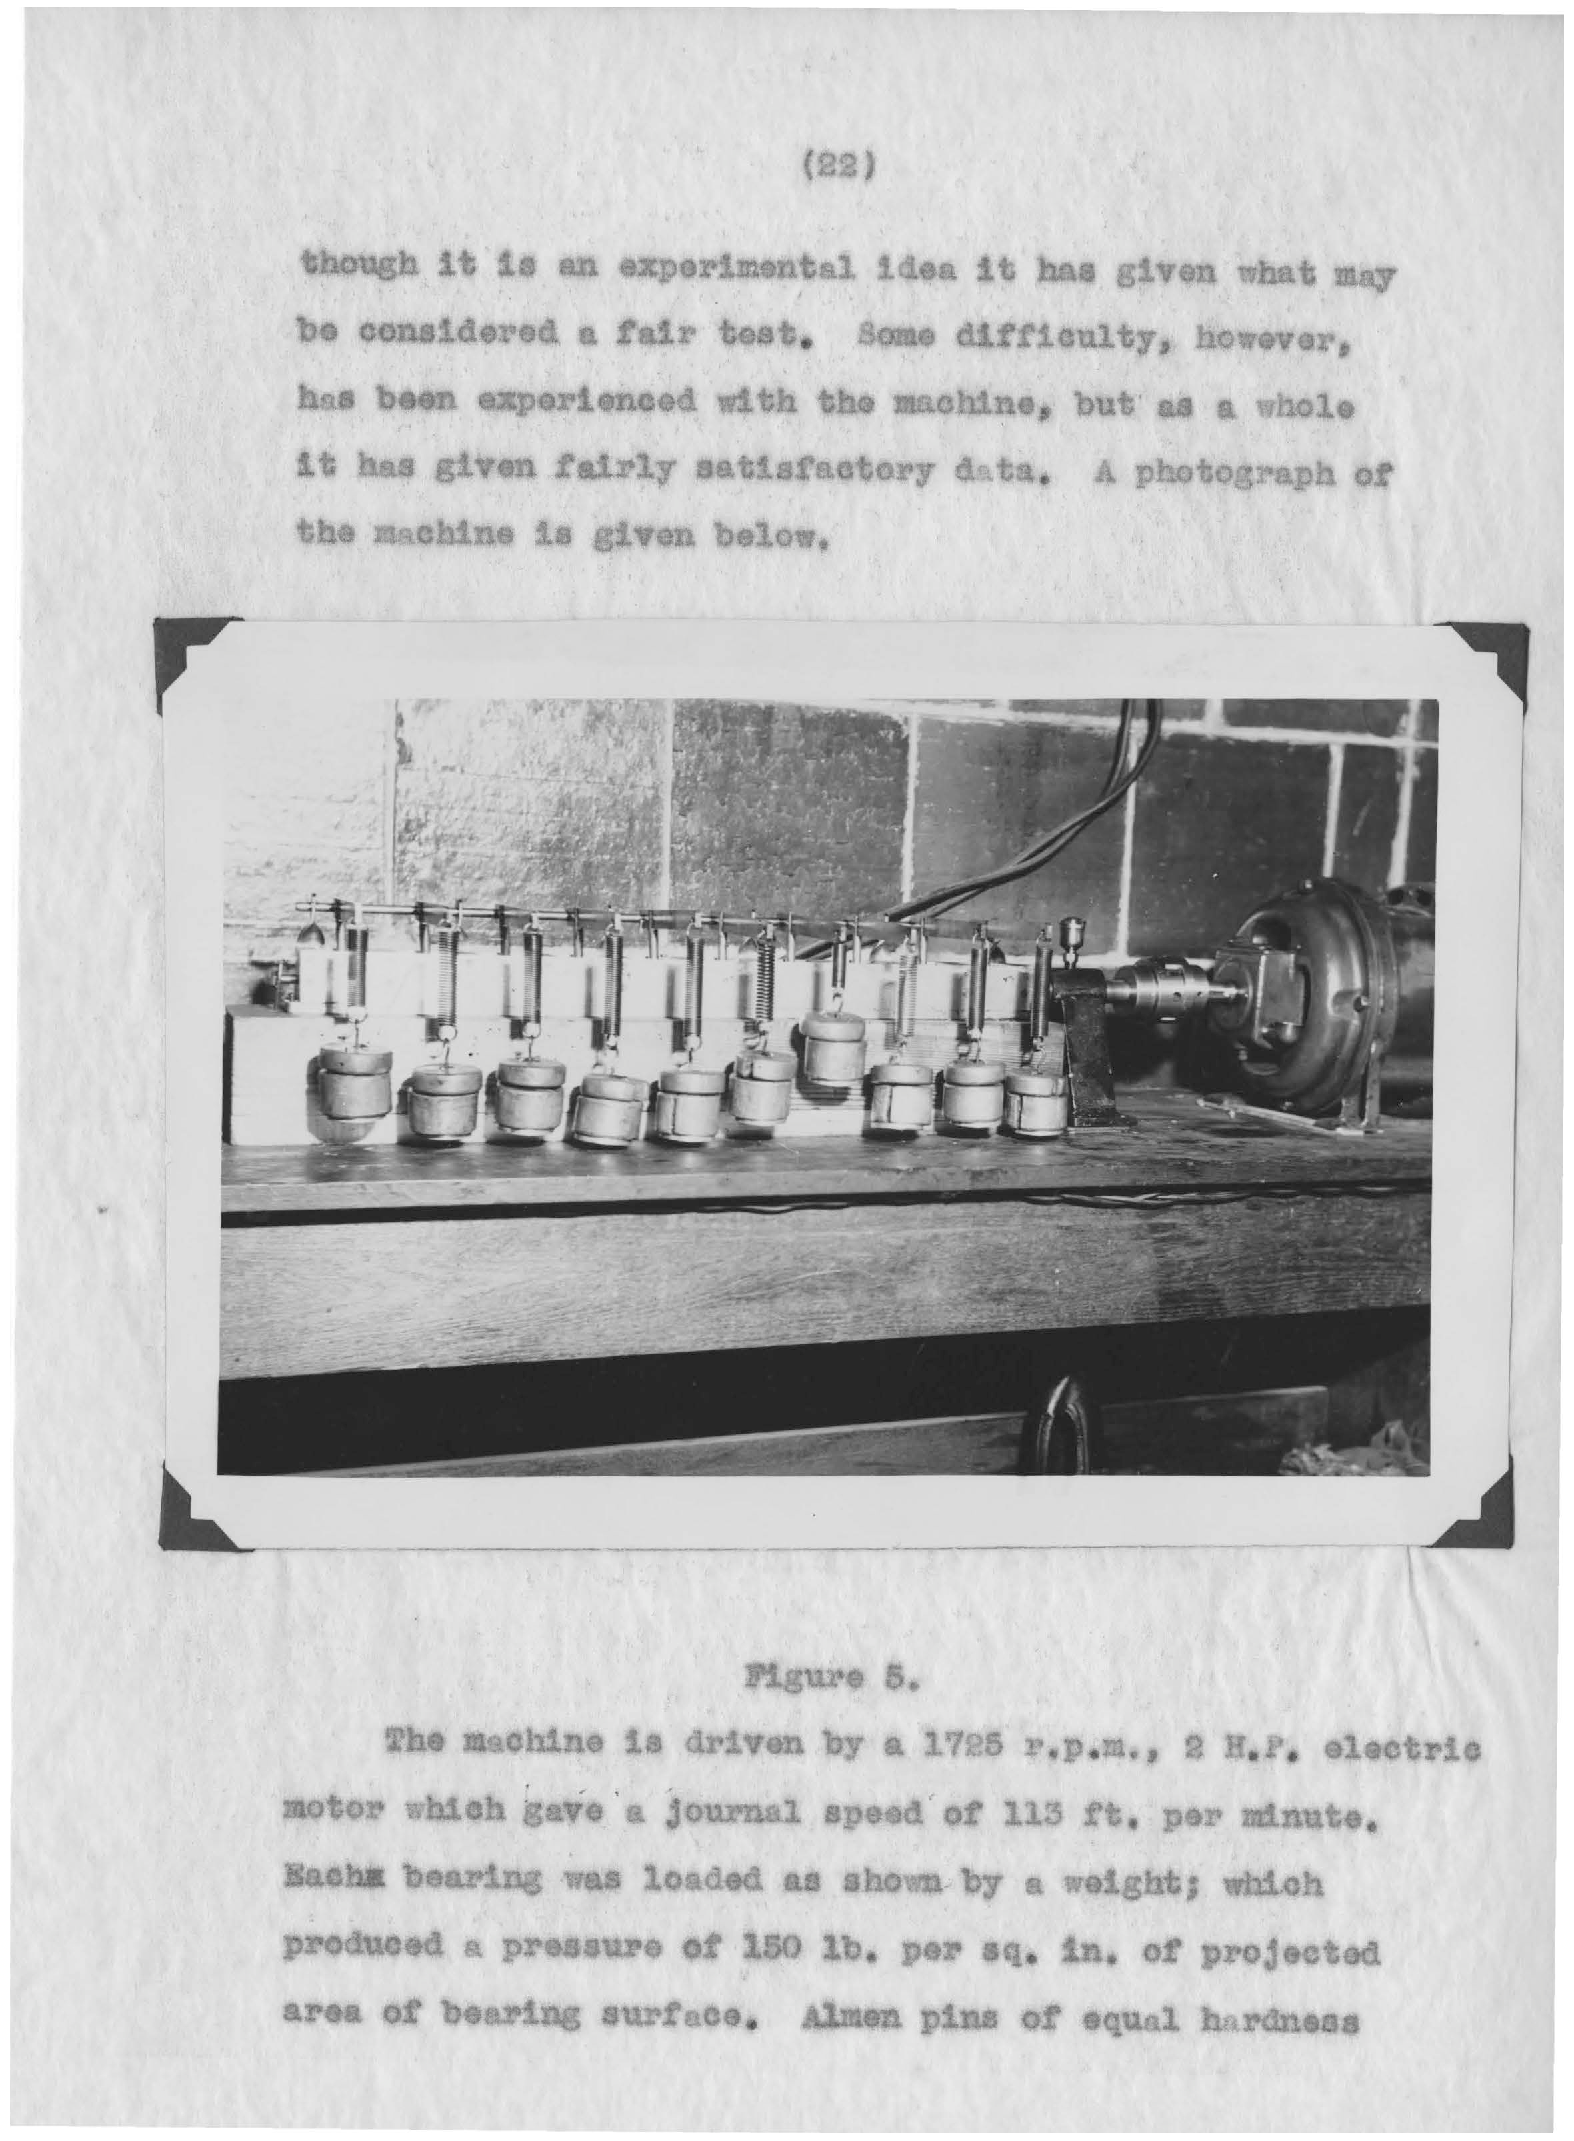 (22)
though it is an experimental idea it has given what may
be considered a fair test.  Some difficulty, however,
has been experienced with the machine, but as a whole
it has given fairly satisfactory data.  A photograph of
the machine is given below.
Figure 5.
The machine is driven by a 1725 r.p.m., 2 H.P. electric
motor which gave a journal speed of 113 ft. per minute.
Eachx bearing was loaded as shown by a weight; which
produced a pressure of 150 lb. per sq. in. of projected
area of bearing surface.  Almen pins of equal hardness